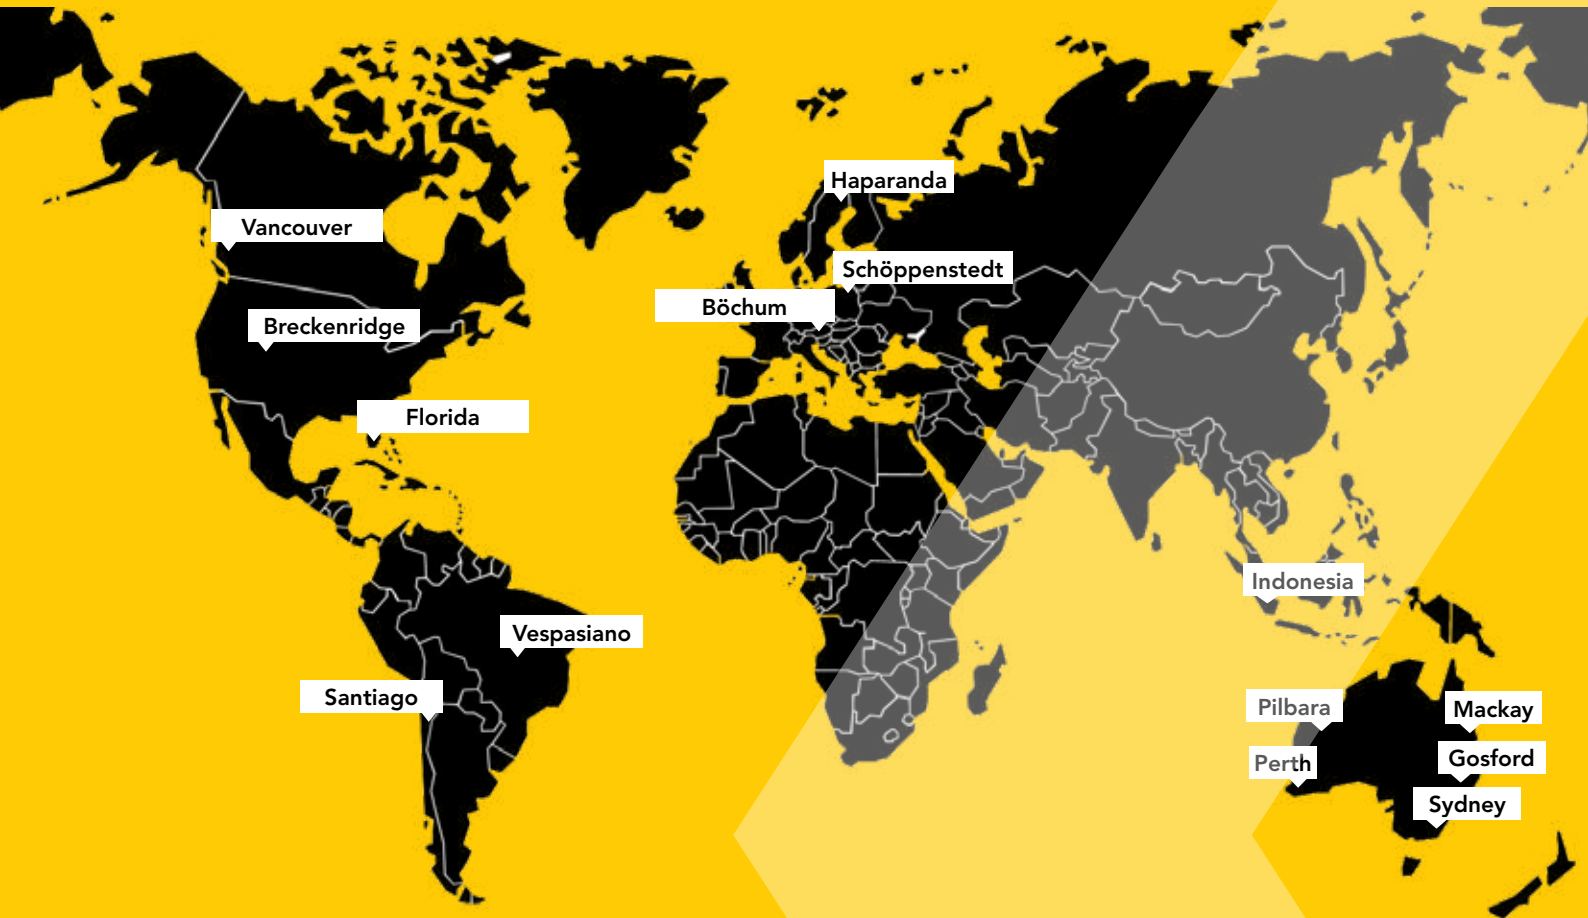 Haparanda
Vancouver
Schöppenstedt
Böchum
Breckenridge
Florida
Indonesia
Vespasiano
Santiago
Pilbara
Mackay
Perth
Gosford
Sydney